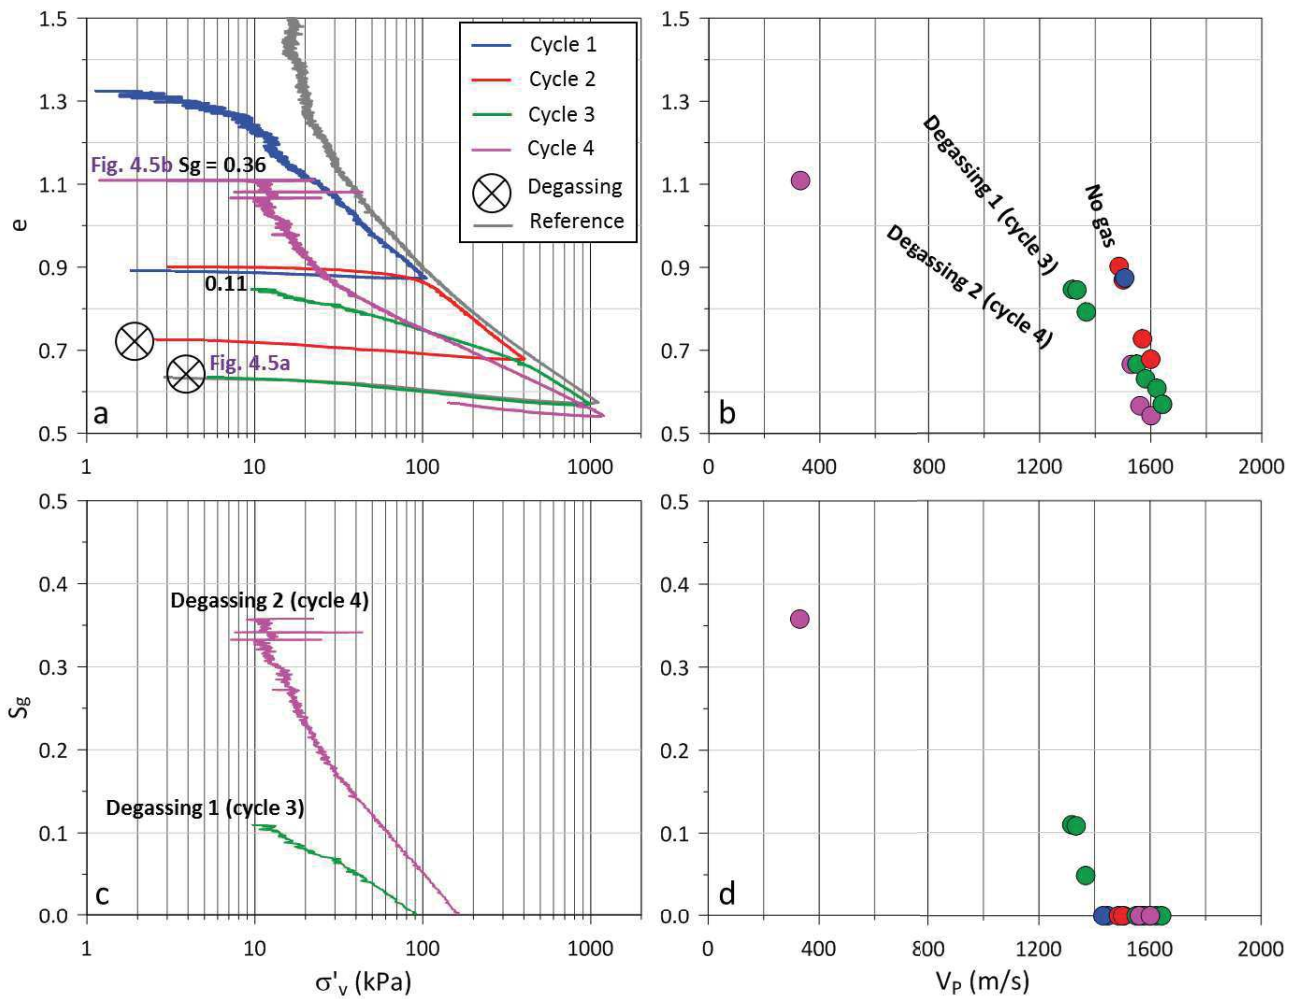 1.5
1.3
1.1
0.9
0.7
0.5
e
Cycle 1
Cycle 2
Cycle 3
Cycle 4
Degassing
Reference
Fig. 4.5b Sg = 0.36
0.11
Fig. 4.5a
a
1 10 100 1000
1.5
1.3
1.1
0.9
0.7
0.5
Degassing 1 (cycle 3)
No gas
Degassing 2 (cycle 4)
b
0 400 800 1200 1600 2000
0.5
0.4
0.3
0.2
0.1
0.0
Sg
Degassing 2 (cycle 4)
Degassing 1 (cycle 3)
c
1 10 100 1000
σ'v (kPa)
0.5
0.4
0.3
0.2
0.1
0.0
d
0 400 800 1200 1600 2000
VP (m/s)